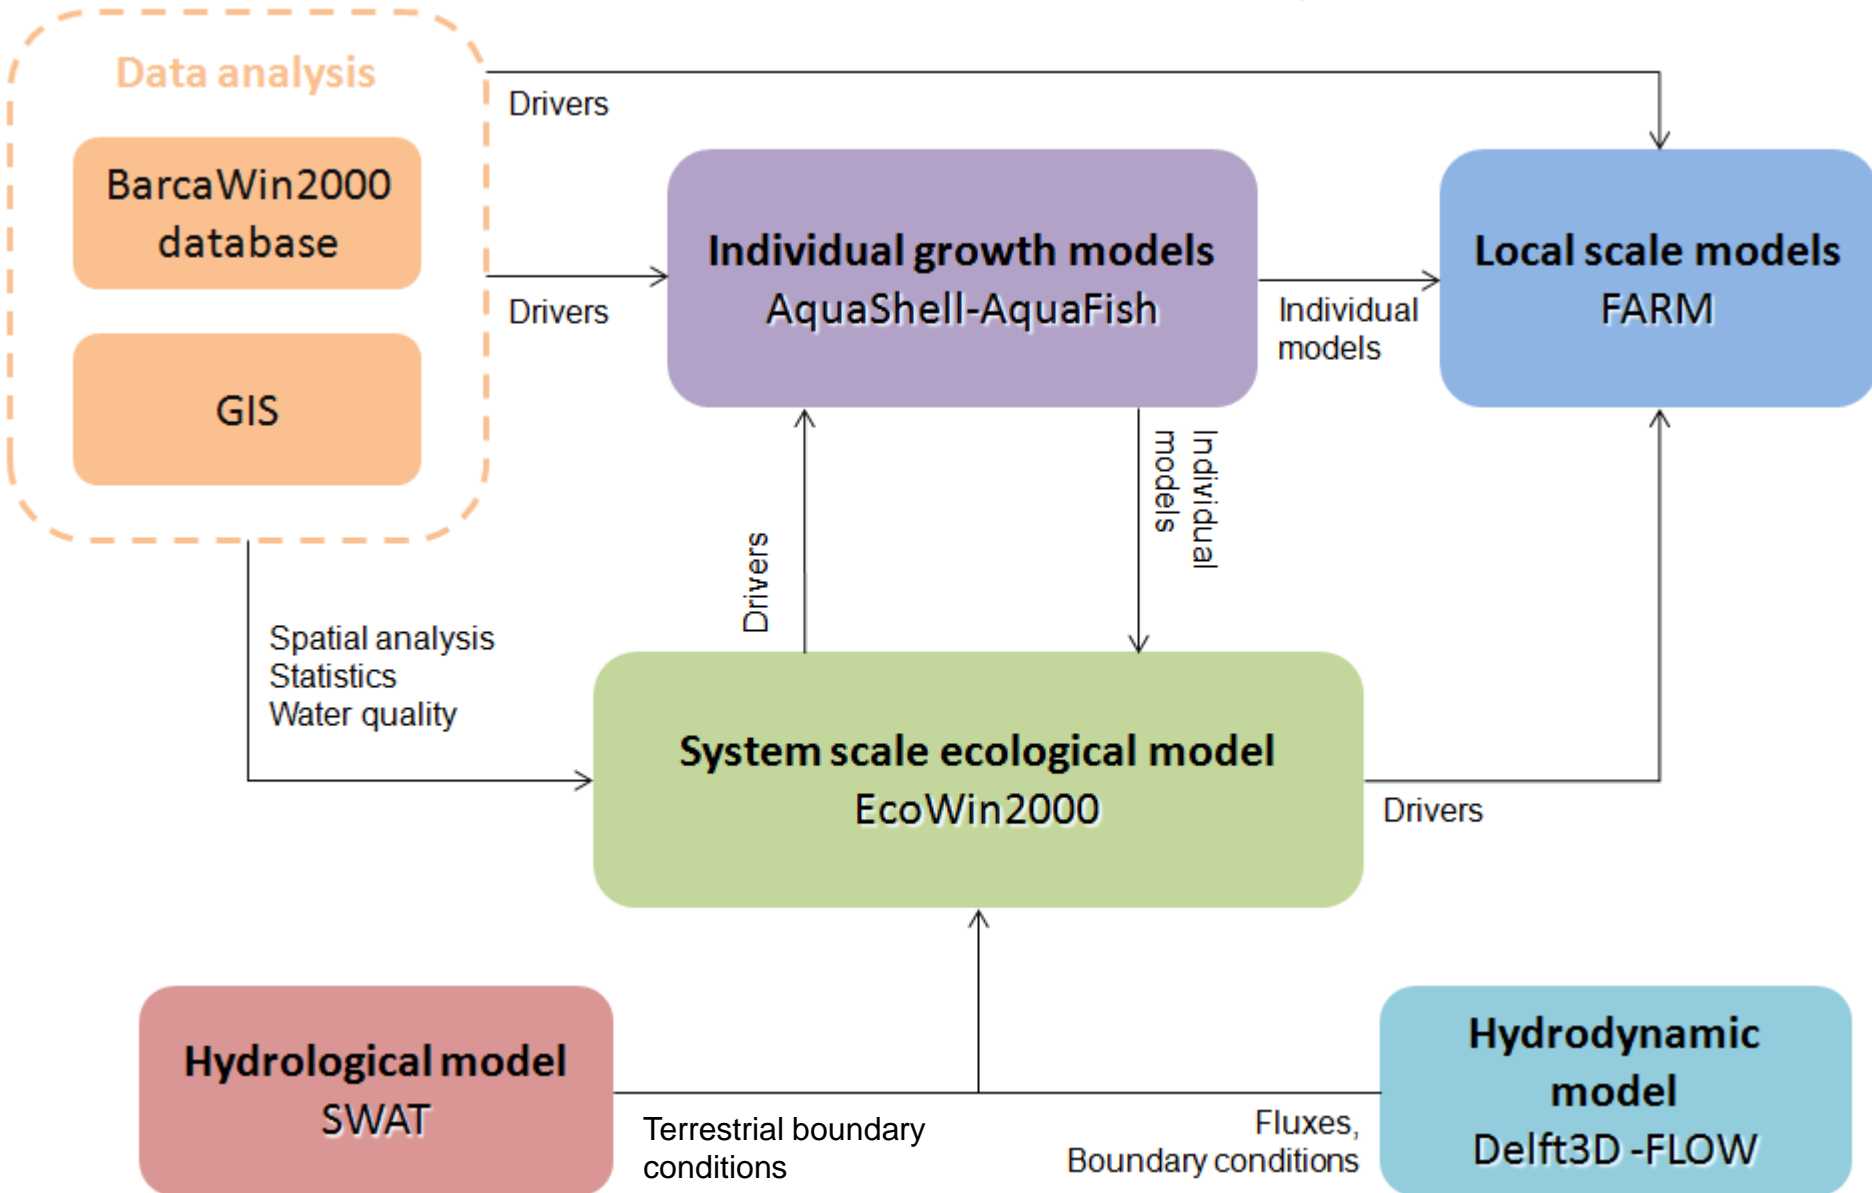 Data analysis
BarcaWin2000
database
GIS
Drivers
Drivers
Individual growth models
AquaShell-AquaFish
Individual
models
Local scale models
FARM
Drivers
Individual
models
Spatial analysis
Statistics
Water quality
System scale ecological model
EcoWin2000
Drivers
Hydrological model
SWAT
Terrestrial boundary
conditions
Fluxes,
Boundary conditions
Hydrodynamic
model
Delft3D -FLOW